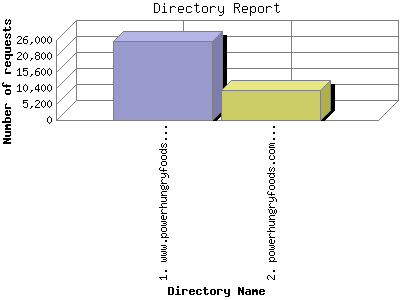 Directory Report
Number of requests
26,000
20,800
15,600
10,400
5,200
0
1. www.powerhungryfoods...
2. powerhungryfoods.com...
Directory Name